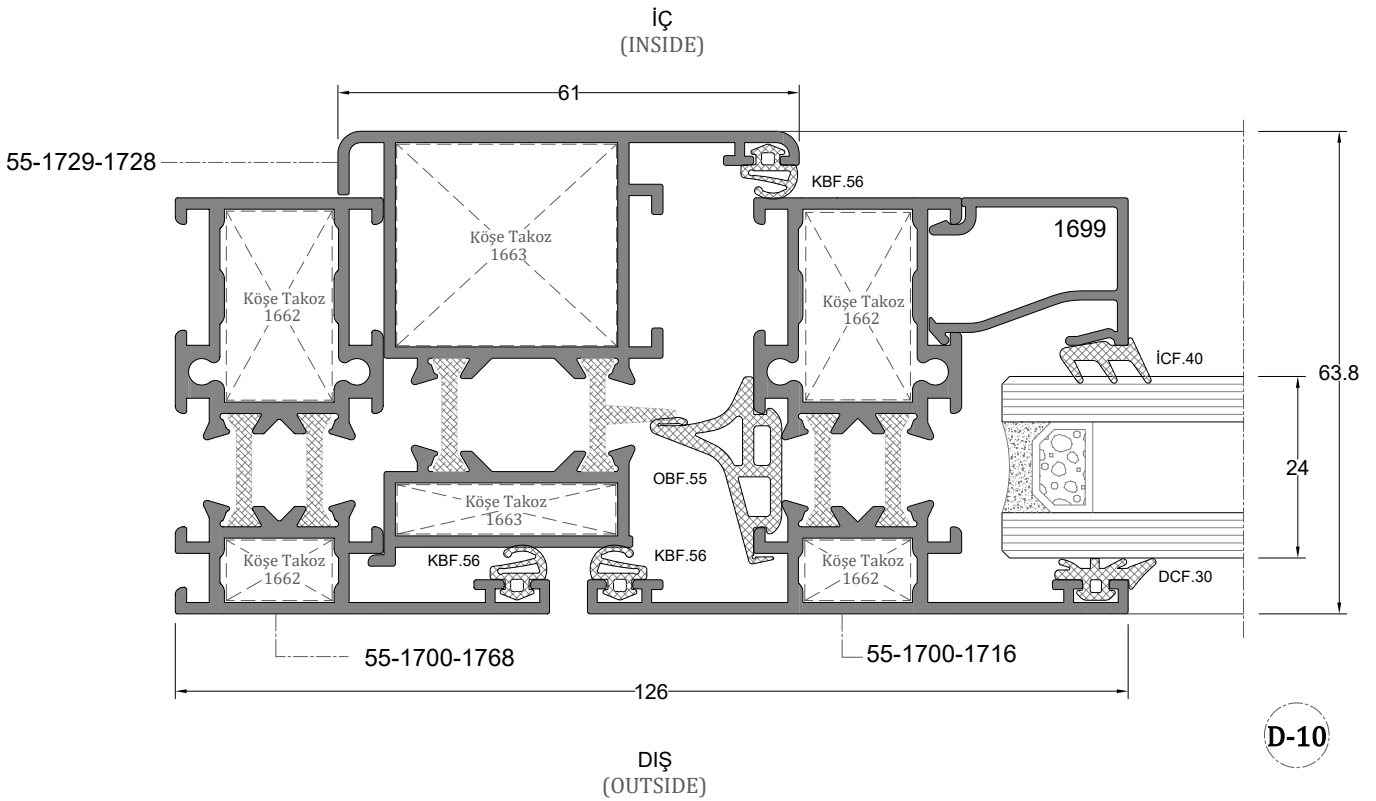 İÇ
(INSIDE)
61
55-1729-1728
KBF.56
1699
Köşe Takoz
1663
Köşe Takoz
1662
Köşe Takoz
1662
İCF.40
63.8
24
OBF.55
Köşe Takoz
1663
KBF.56
KBF.56
Köşe Takoz
1662
Köşe Takoz
1662
DCF.30
55-1700-1768
55-1700-1716
126
D-10
DIŞ
(OUTSIDE)